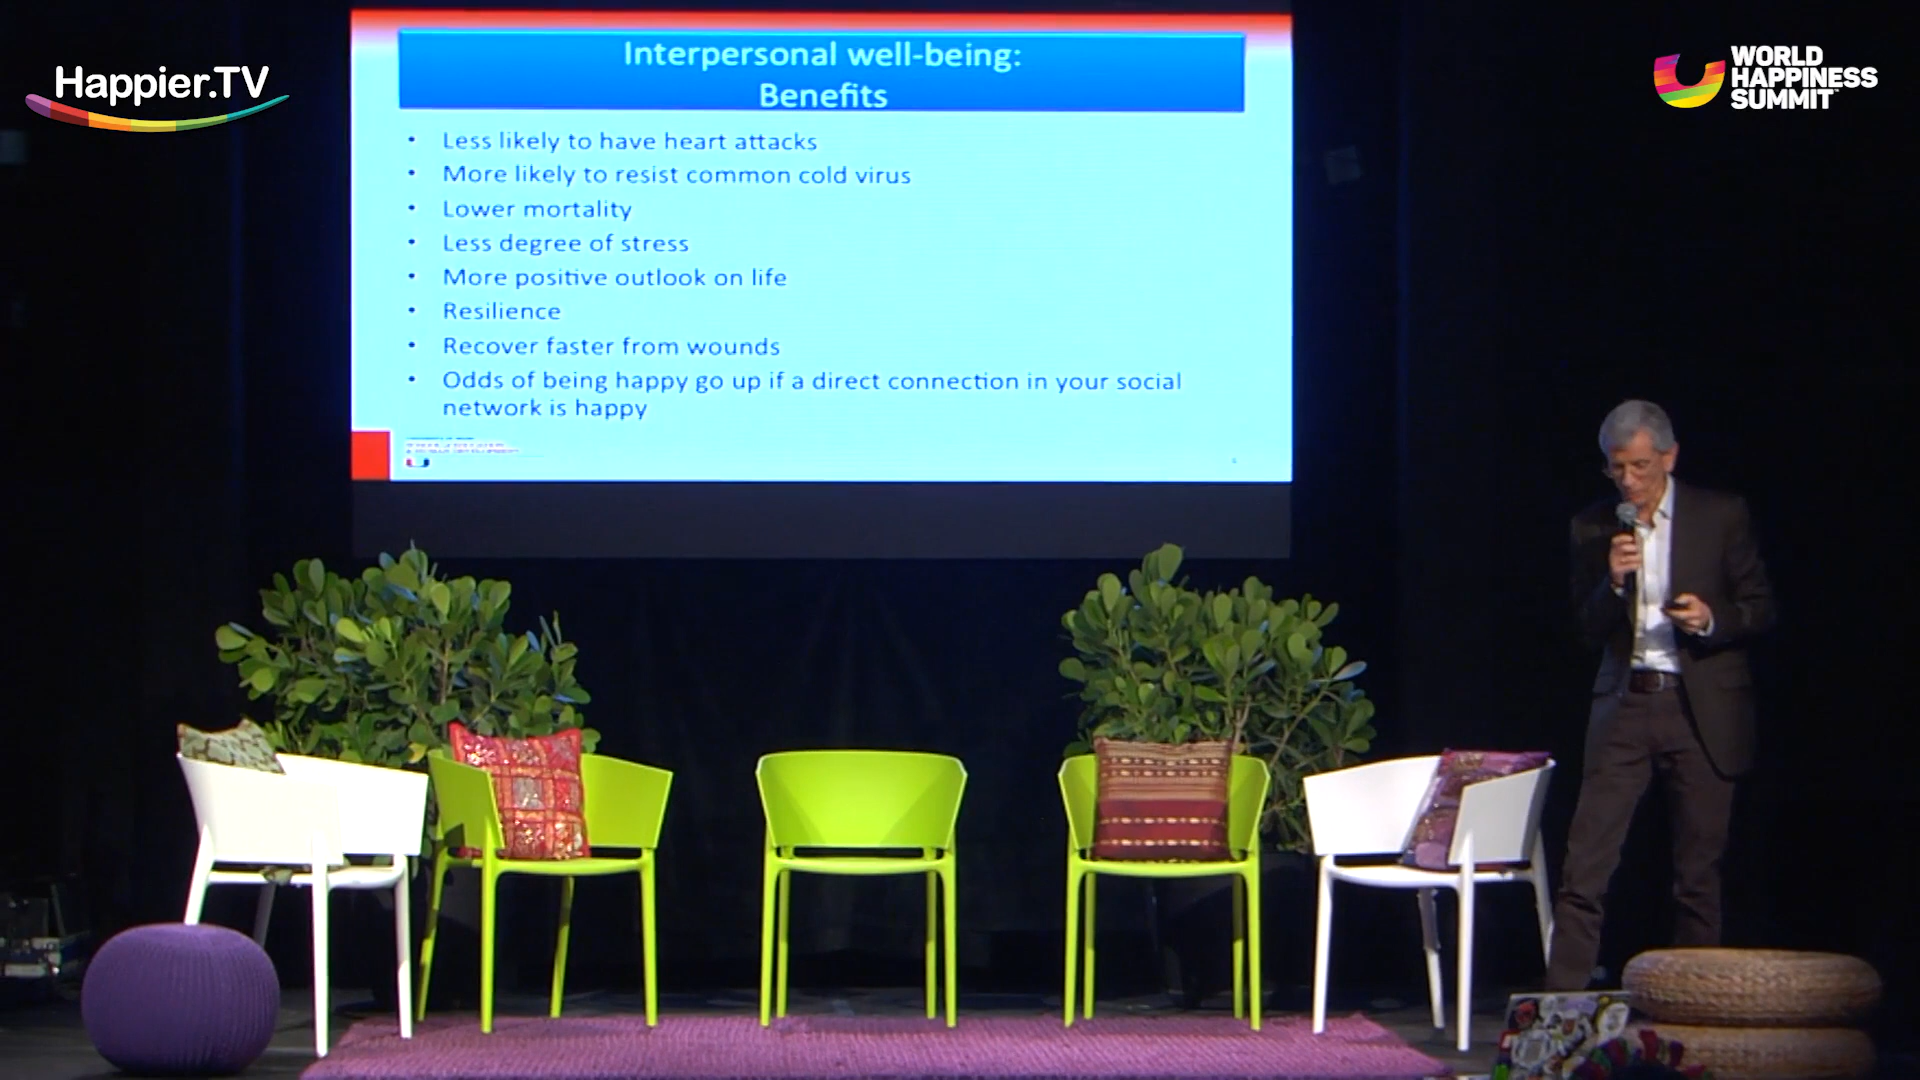 Happier.TV
WORLD
HAPPINESS
SUMMIT
Interpersonal well-being:
Benefits
• Less likely to have heart attacks
• More likely to resist common cold virus
• Lower mortality
• Less degree of stress
• More positive outlook on life
• Resilience
• Recover faster from wounds
• Odds of being happy go up if a direct connection in your social
network is happy